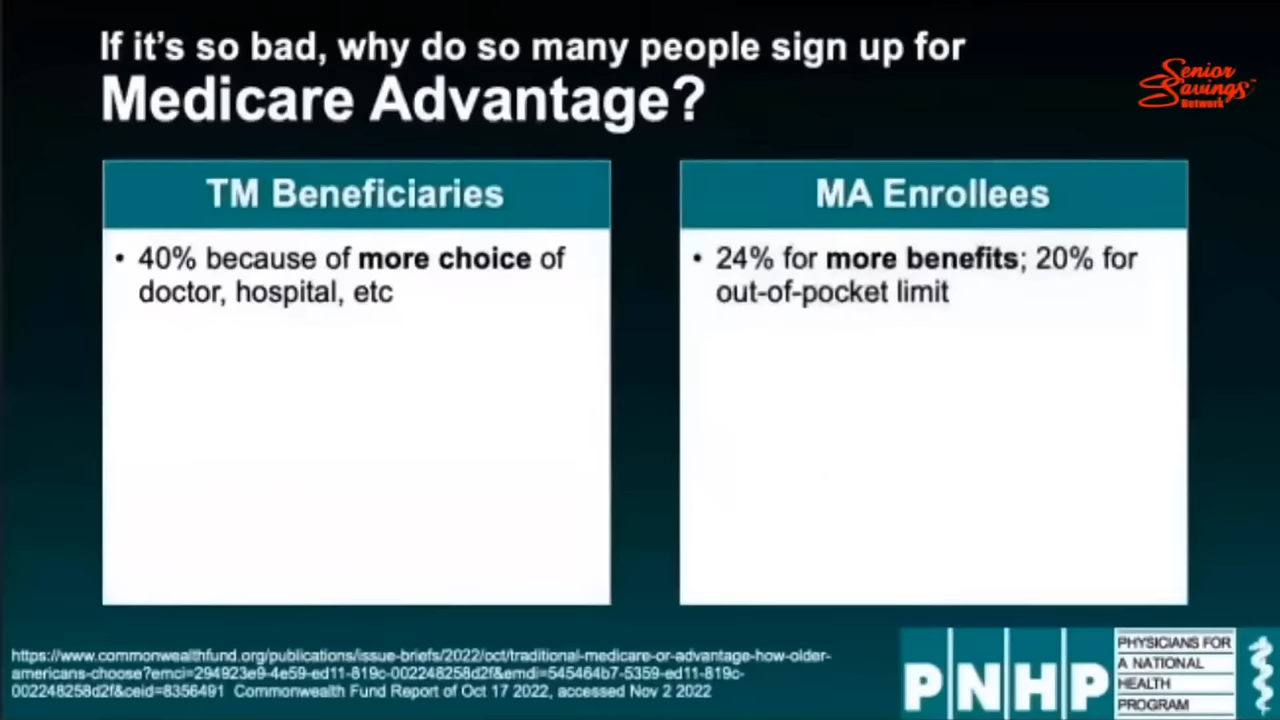 If it's so bad, why do so many people sign up for
Medicare Advantage?
Senior
Savings™
Network
TM Beneficiaries
• 40% because of more choice of
doctor, hospital, etc
MA Enrollees
• 24% for more benefits; 20% for
out-of-pocket limit
https://www.commonwealthfund.org/publications/issue-briefs/2022/oct/traditional-medicare-or-advantage-how-older-
americans-choose?emci=294923e9-4e59-ed11-819c-002248258d2f&emdi=545464b7-5359-ed11-819c-
002248258d2f&ceid=8356491 Commonwealth Fund Report of Oct 17 2022, accessed Nov 2 2022
PNHP
PHYSICIANS FOR
A NATIONAL
HEALTH
PROGRAM